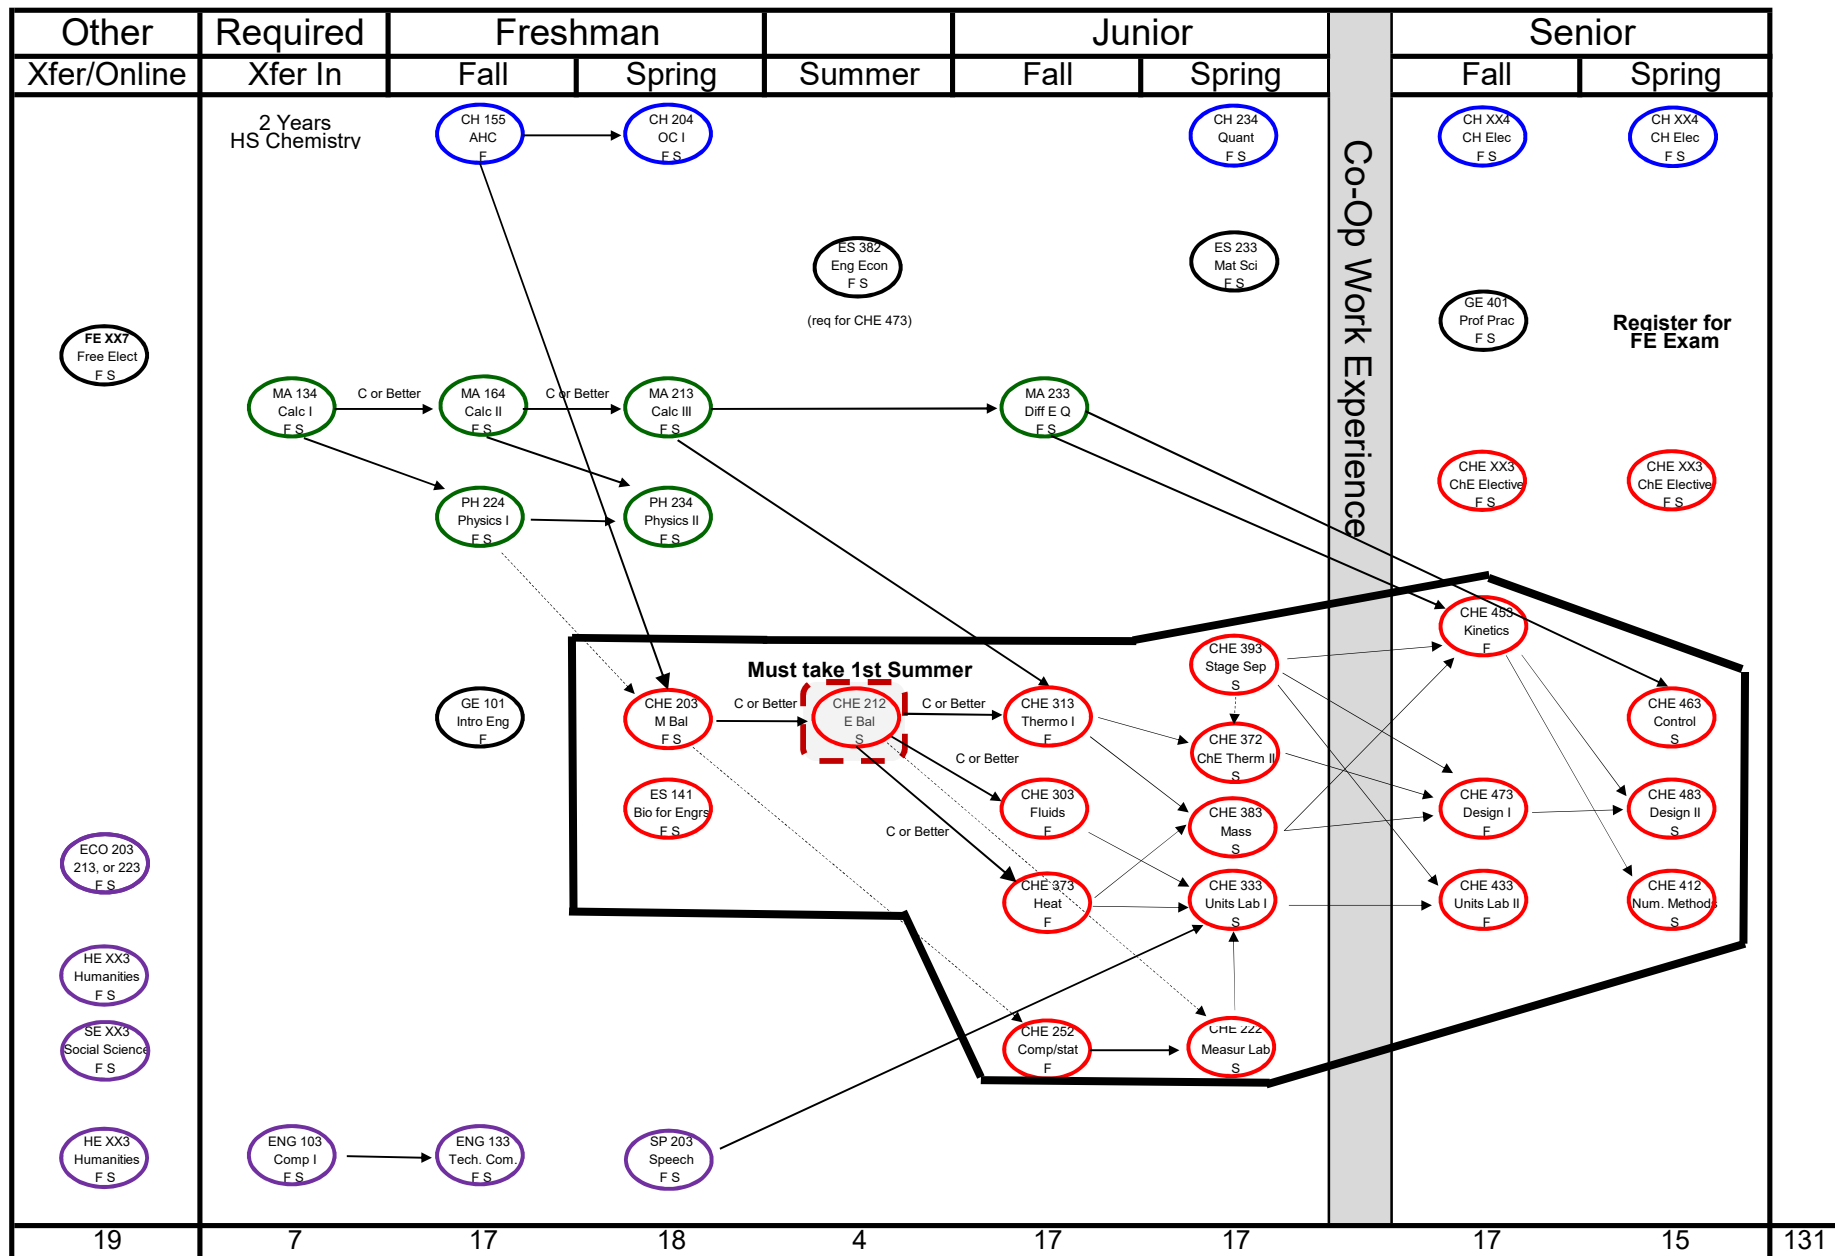 Other
Required
Freshman
Junior
Senior
Xfer/Online
Xfer In
Fall
Spring
Summer
Fall
Spring
Fall
Spring
2 Years
HS Chemistry
CH 155
AHC
F
CH 204
OC I
F S
CH 234
Quant
F S
CH XX4
CH Elec
F S
CH XX4
CH Elec
F S
Co-Op Work Experience
ES 382
Eng Econ
F S
(req for CHE 473)
ES 233
Mat Sci
F S
GE 401
Prof Prac
F S
Register for
FE Exam
FE XX7
Free Elect
F S
MA 134
Calc I
F S
C or Better
MA 164
Calc II
F S
C or Better
MA 213
Calc III
F S
MA 233
Diff E Q
F S
CHE XX3
ChE Elective
F S
CHE XX3
ChE Elective
F S
PH 224
Physics I
F S
PH 234
Physics II
F S
CHE 453
Kinetics
F
CHE 393
Stage Sep
S
Must take 1st Summer
GE 101
Intro Eng
F
CHE 203
M Bal
F S
C or Better
CHE 212
E Bal
S
C or Better
CHE 313
Thermo I
F
CHE 372
ChE Therm II
S
CHE 463
Control
S
C or Better
ES 141
Bio for Engrs
F S
CHE 303
Fluids
F
CHE 383
Mass
S
CHE 473
Design I
F
CHE 483
Design II
S
C or Better
ECO 203
213, or 223
F S
CHE 373
Heat
F
CHE 333
Units Lab I
S
CHE 433
Units Lab II
F
CHE 412
Num. Methods
S
HE XX3
Humanities
F S
SE XX3
Social Science
F S
CHE 252
Comp/stat
F
CHE 222
Measur Lab
S
HE XX3
Humanities
F S
ENG 103
Comp I
F S
ENG 133
Tech. Com.
F S
SP 203
Speech
F S
19
7
17
18
4
17
17
17
15
131